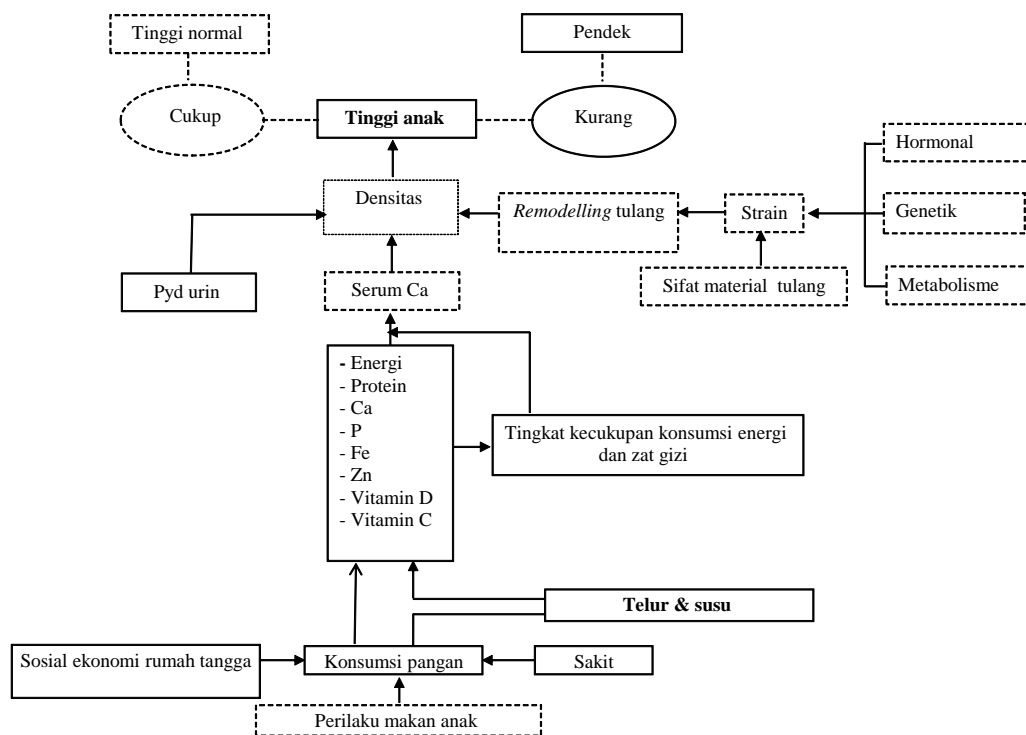 Tinggi normal
Pendek
Cukup
Tinggi anak
Kurang
Hormonal
Densitas
Remodelling tulang
Strain
Genetik
Pyd urin
Serum Ca
Sifat material tulang
Metabolisme
- Energi
- Protein
- Ca
- P
- Fe
- Zn
- Vitamin D
- Vitamin C
Tingkat kecukupan konsumsi energi
dan zat gizi
Telur & susu
Sosial ekonomi rumah tangga
Konsumsi pangan
Sakit
Perilaku makan anak